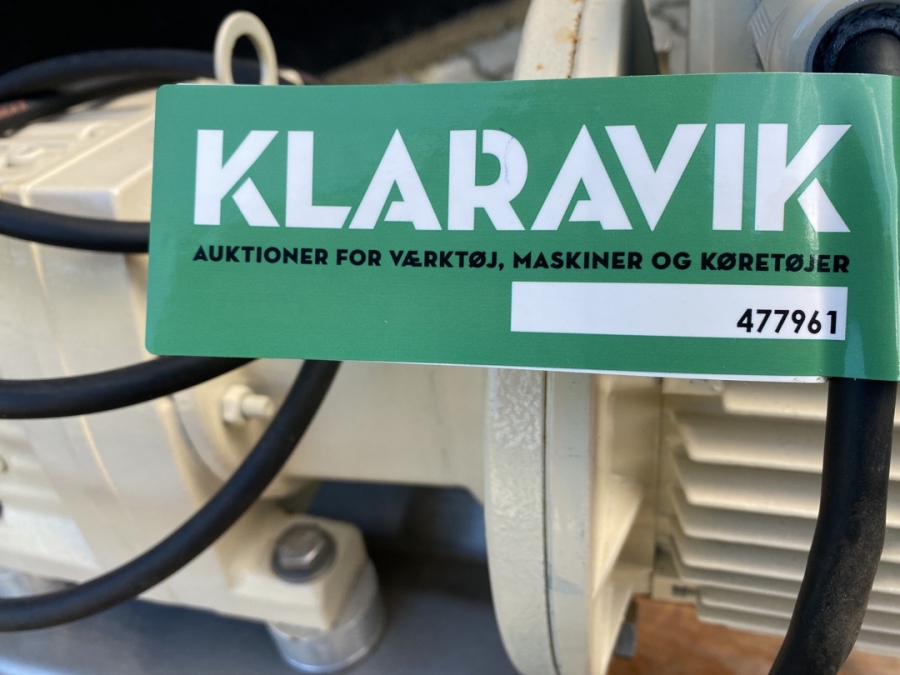 KLARAVIK
AUKTIONER FOR VÆRKTØJ, MASKINER OG KØRETØJER
477961